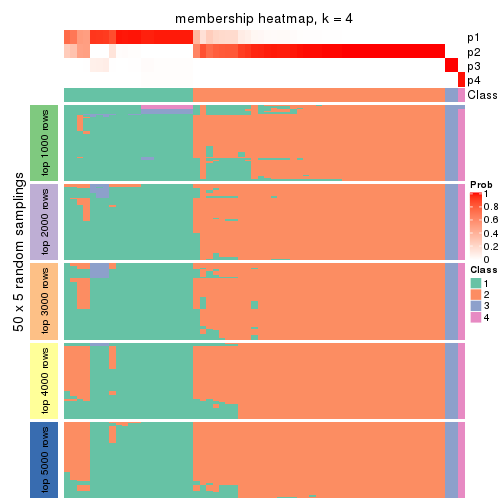 membership heatmap, k = 4
p1
p2
p3
p4
Class
50 x 5 random samplings
top 1000 rows
top 2000 rows
top 3000 rows
top 4000 rows
top 5000 rows
Prob
1
0.8
0.6
0.4
0.2
0
Class
1
2
3
4